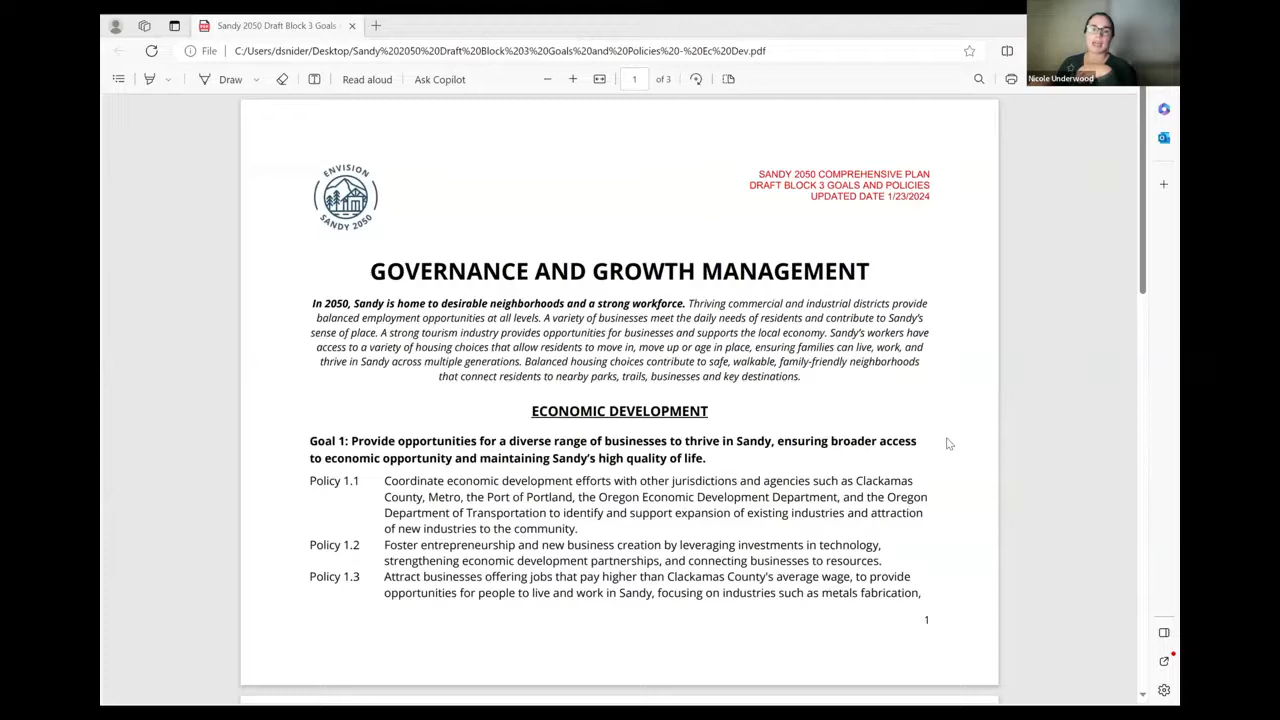 Sandy 2050 Draft Block 3 Goals
File
C:/Users/dsnider/Desktop/Sandy%202050%20Draft%20Block%203%20Goals%20and%20Policies%20-%20Ec%20Dev.pdf
Nicole Underwood
Draw
Read aloud
Ask Copilot
1 of 3
ENVISION
SANDY 2050
SANDY 2050 COMPREHENSIVE PLAN
DRAFT BLOCK 3 GOALS AND POLICIES
UPDATED DATE 1/23/2024
GOVERNANCE AND GROWTH MANAGEMENT
In 2050, Sandy is home to desirable neighborhoods and a strong workforce. Thriving commercial and industrial districts provide
balanced employment opportunities at all levels. A variety of businesses meet the daily needs of residents and contribute to Sandy's
sense of place. A strong tourism industry provides opportunities for businesses and supports the local economy. Sandy's workers have
access to a variety of housing choices that allow residents to move in, move up or age in place, ensuring families can live, work, and
thrive in Sandy across multiple generations. Balanced housing choices contribute to safe, walkable, family-friendly neighborhoods
that connect residents to nearby parks, trails, businesses and key destinations.
ECONOMIC DEVELOPMENT
Goal 1: Provide opportunities for a diverse range of businesses to thrive in Sandy, ensuring broader access
to economic opportunity and maintaining Sandy's high quality of life.
Policy 1.1 Coordinate economic development efforts with other jurisdictions and agencies such as Clackamas
County, Metro, the Port of Portland, the Oregon Economic Development Department, and the Oregon
Department of Transportation to identify and support expansion of existing industries and attraction
of new industries to the community.
Policy 1.2 Foster entrepreneurship and new business creation by leveraging investments in technology,
strengthening economic development partnerships, and connecting businesses to resources.
Policy 1.3 Attract businesses offering jobs that pay higher than Clackamas County's average wage, to provide
opportunities for people to live and work in Sandy, focusing on industries such as metals fabrication,
1